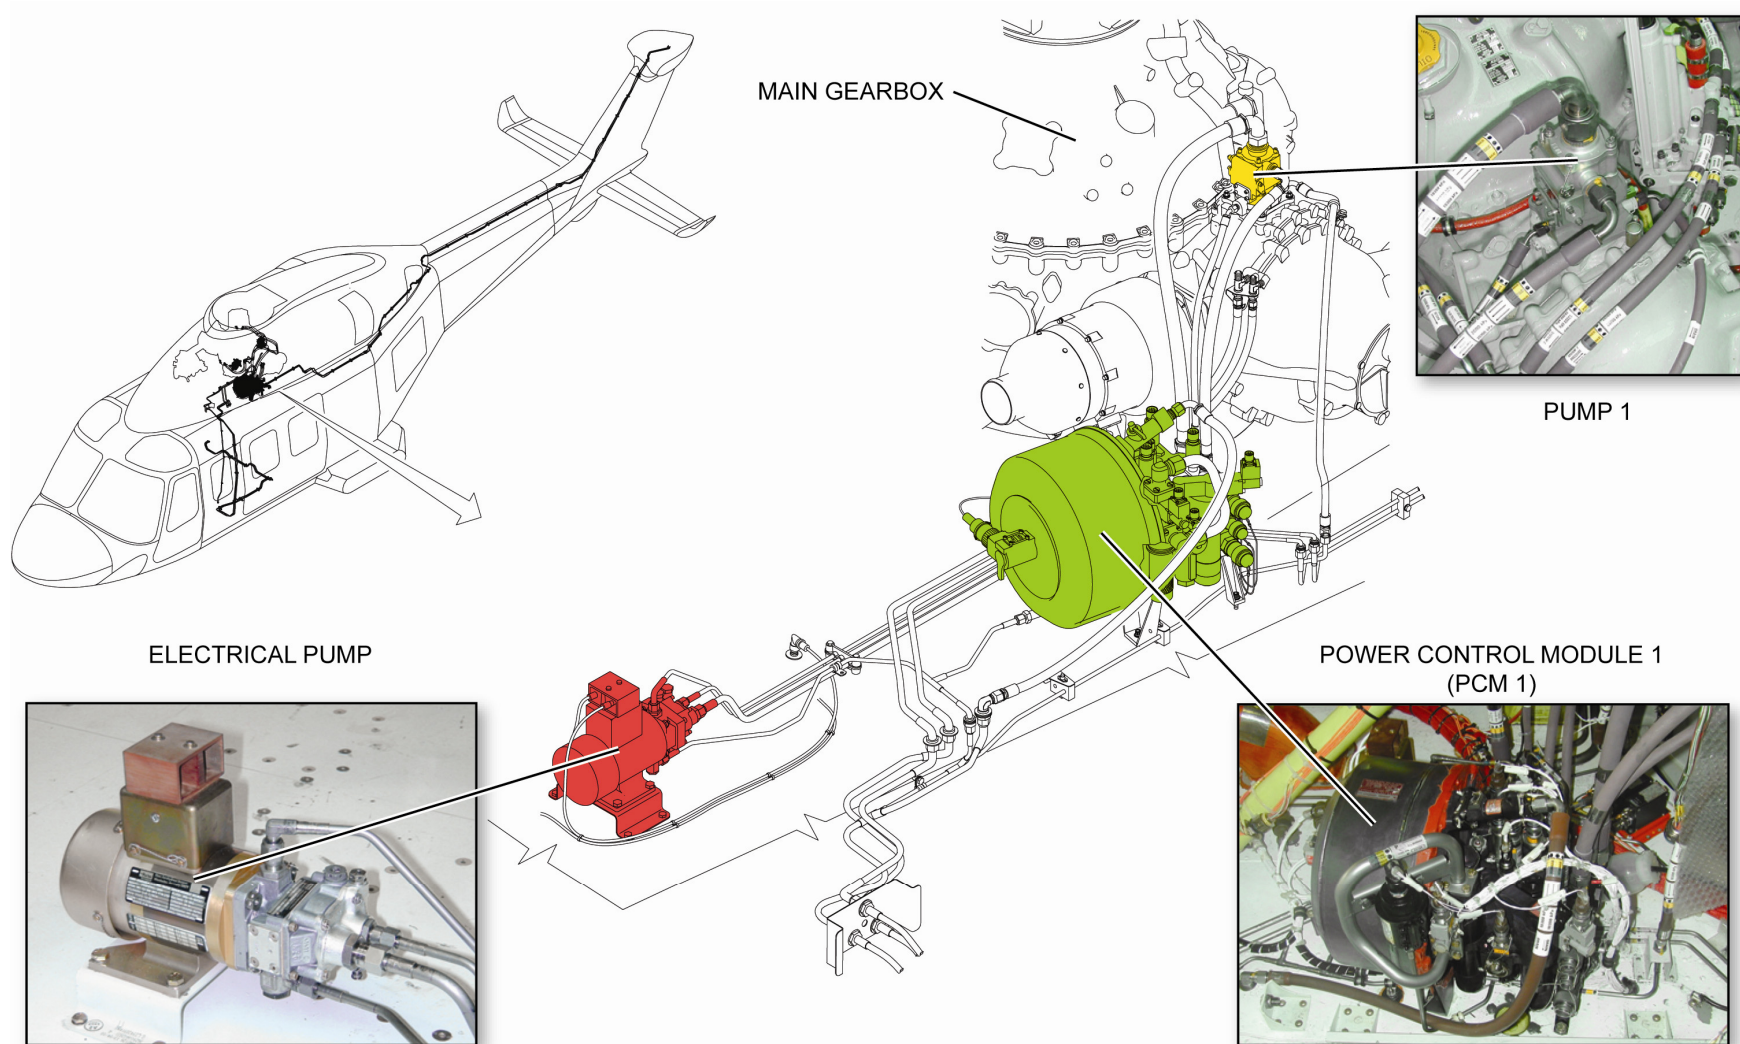 MAIN GEARBOX
PUMP 1
ELECTRICAL PUMP
POWER CONTROL MODULE 1
(PCM 1)